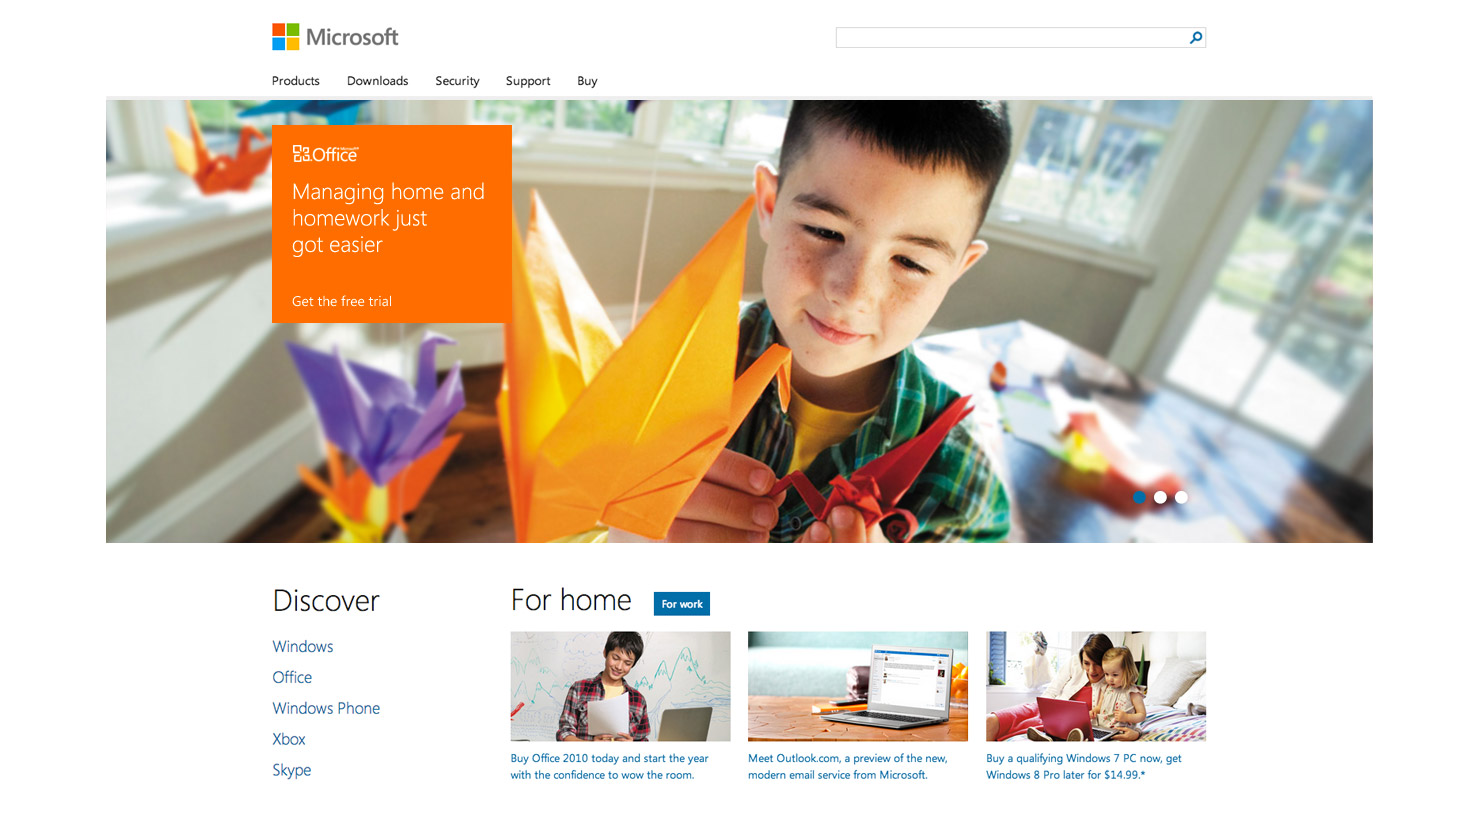 Microsoft
Products Downloads Security Support Buy
Office
Managing home and
homework just
got easier
Get the free trial
Discover
Windows
Office
Windows Phone
Xbox
Skype
For home
For work
Buy Office 2010 today and start the year
with the confidence to wow the room.
Meet Outlook.com, a preview of the new,
modern email service from Microsoft.
Buy a qualifying Windows 7 PC now, get
Windows 8 Pro later for $14.99.*